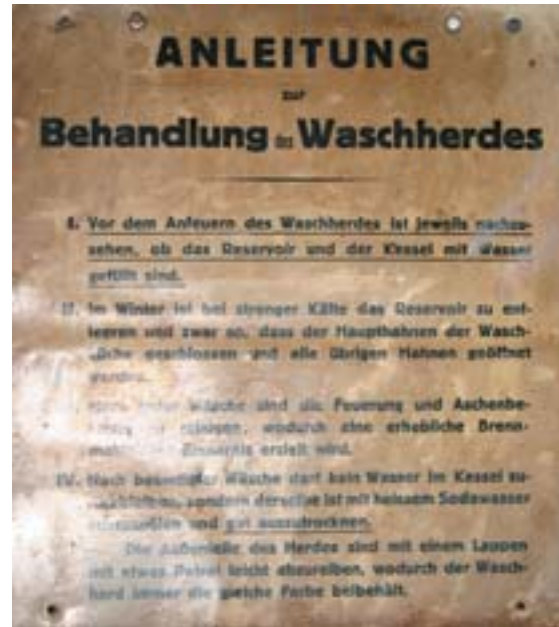 ANLEITUNG
zur
Behandlung des Waschherdes
I. Vor dem Anfeuern des Waschherdes ist jeweils nachzu-
sehen, ob das Reservoir und der Kessel mit Wasser
gefüllt sind.
II. Im Winter ist bei strenger Kälte das Reservoir zu ent-
leeren und zwar so, dass der Haupthahnen der Wasch-
küche geschlossen und alle übrigen Hahnen geöffnet
werden.
jeder Wäsche sind die Feuerung und Aschenbe-
reinigen, wodurch eine erhebliche Brenn-
erzielt wird.
IV. Nach beendigter Wäsche darf kein Wasser im Kessel zu-
rückbleiben, sondern derselbe ist mit heissem Sodawasser
und gut auszutrocknen.
Die Außenteile des Herdes sind mit einem Lappen
mit etwas Petrol leicht abzureiben, wodurch der Wasch-
herd immer die gleiche Farbe beibehält.